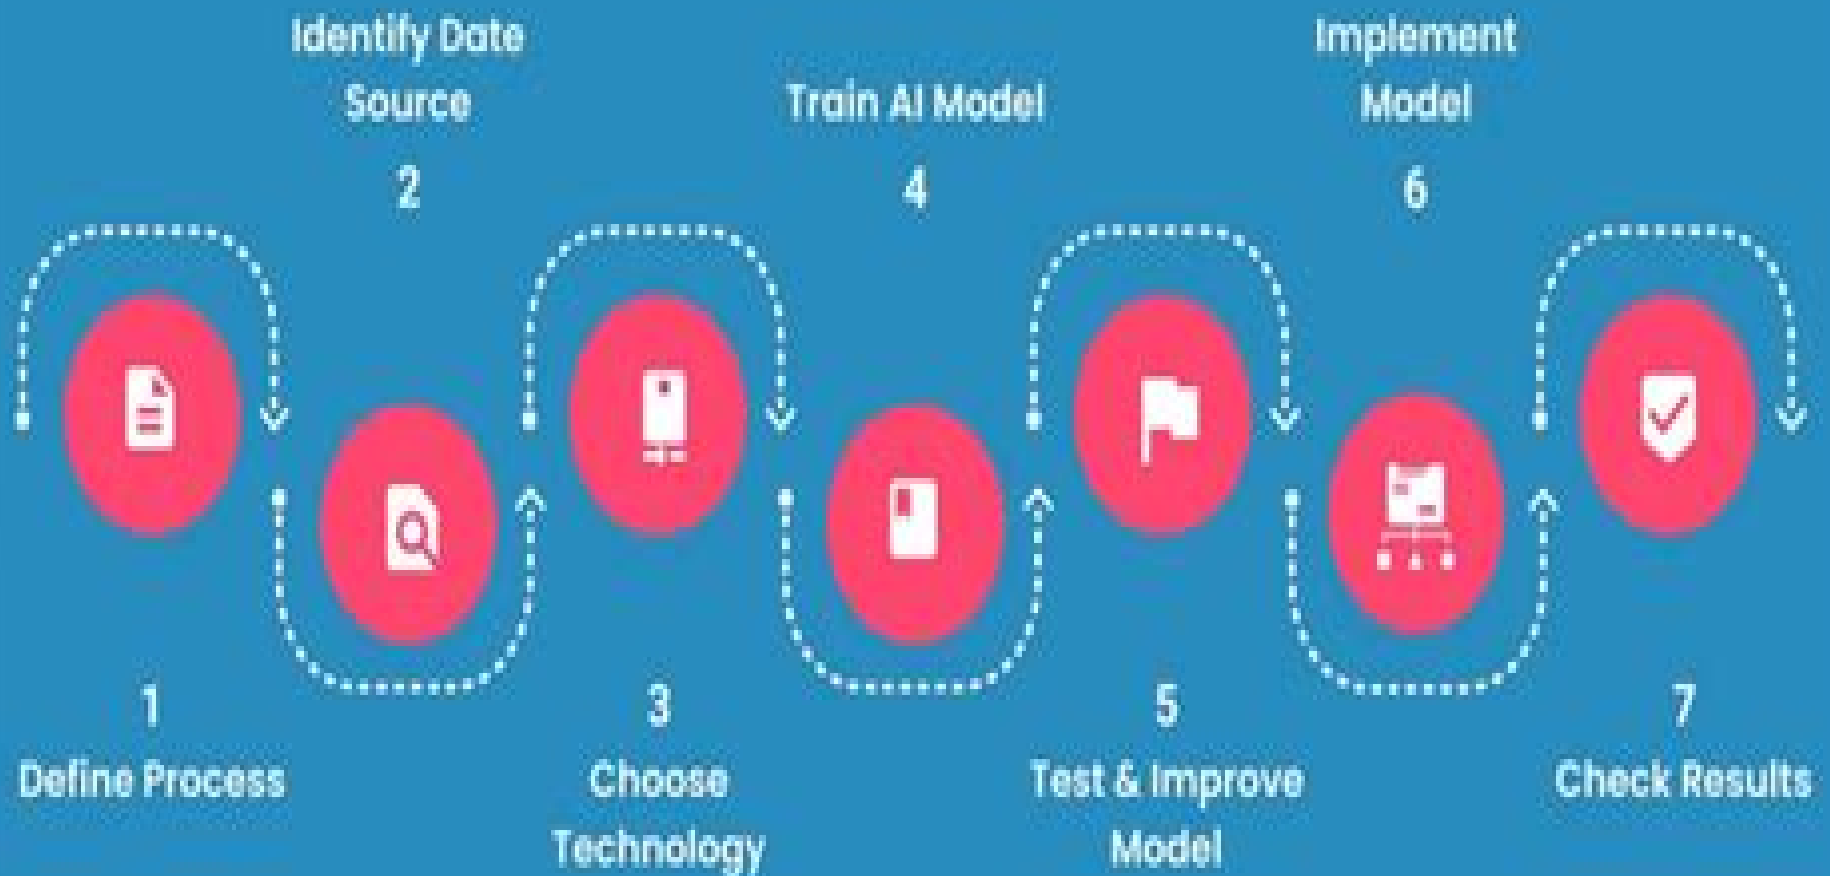 1
Define Process
Identify Date
Source
2
3
Choose
Technology
Train AI Model
4
5
Test & Improve
Model
Implement
Model
6
7
Check Results